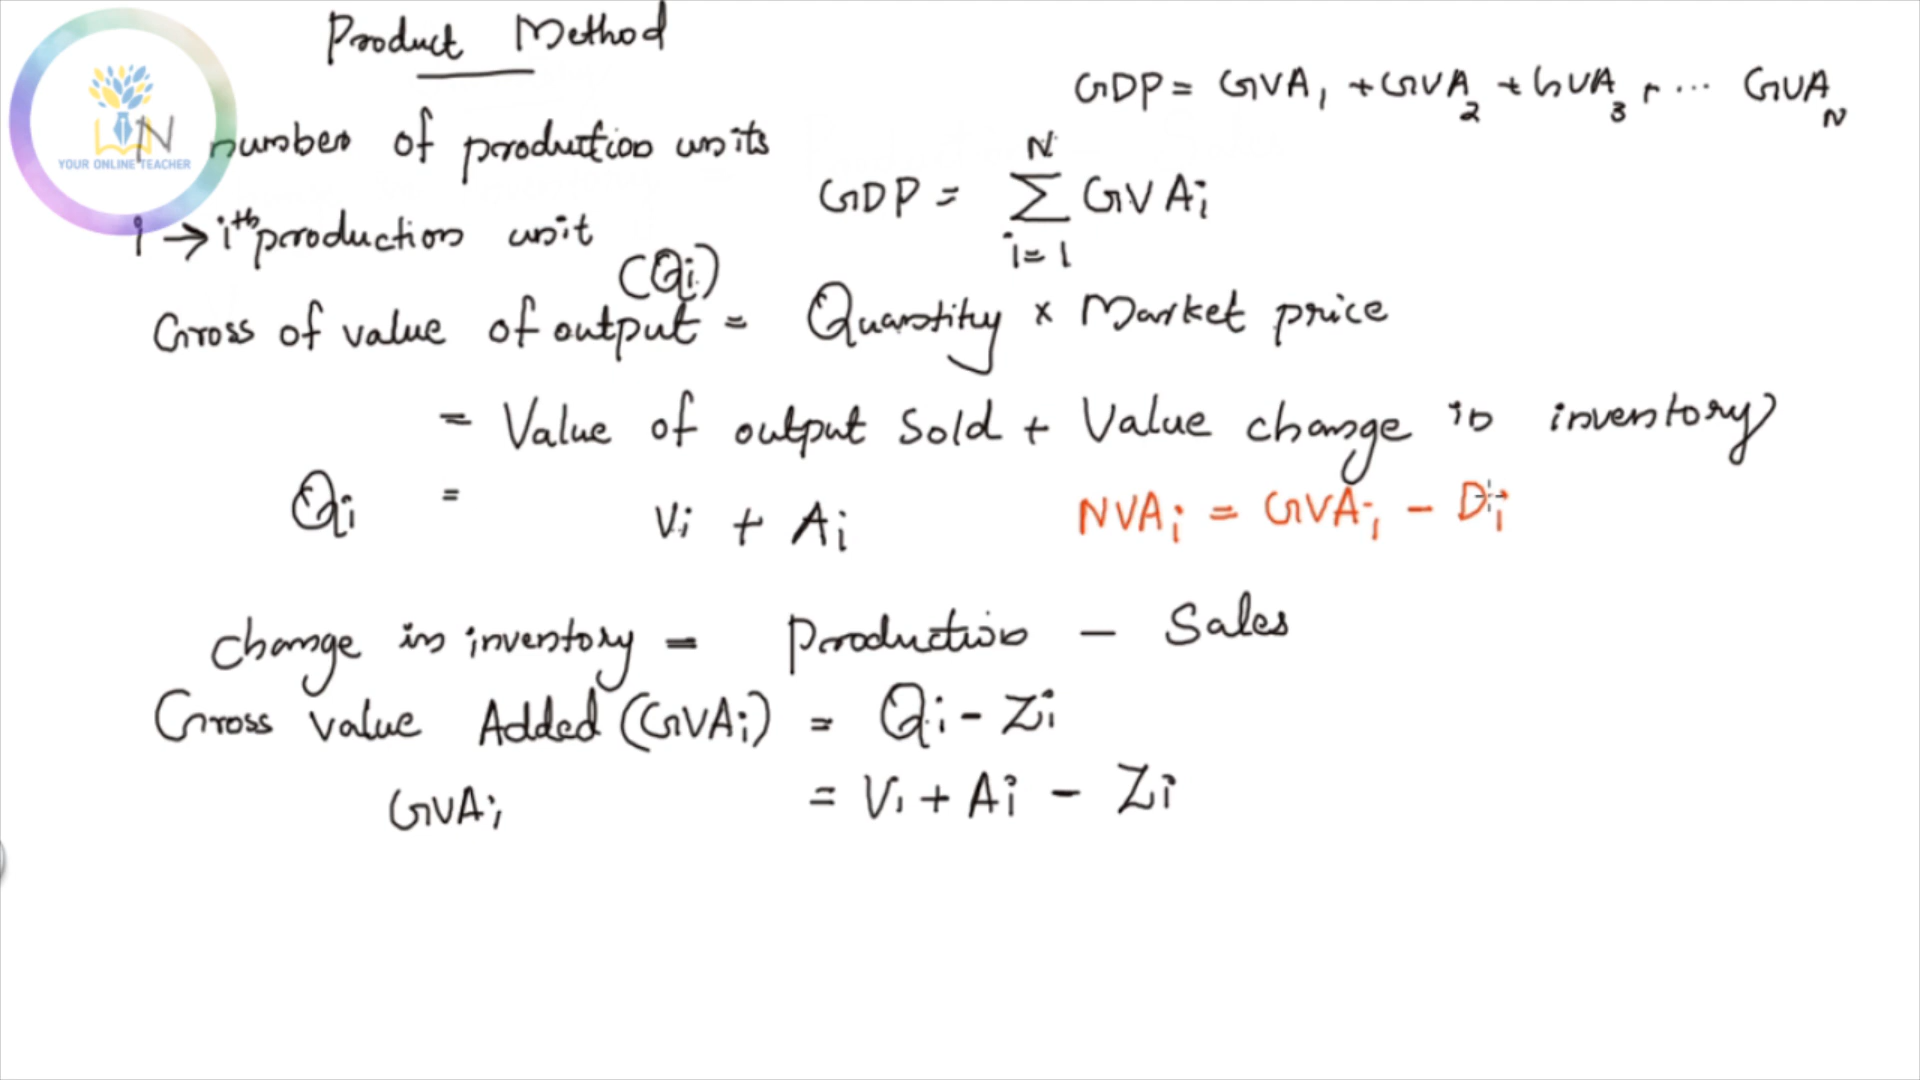 Product Method
GDP = GVA₁ + GVA₂ + GVA₃ + ... GVA_N
N number of production units
YOUR ONLINE TEACHER
GDP = Σ_{i=1}^{N} GVAi
i → iᵗʰ production unit
(Qi)
Gross of value of output = Quantity × Market price
= Value of output Sold + Value change in inventory
Qi = Vi + Ai
NVAi = GVAi - Di
change in inventory = Production - Sales
Gross value Added (GVAi) = Qi - Zi
GVAi = Vi + Ai - Zi